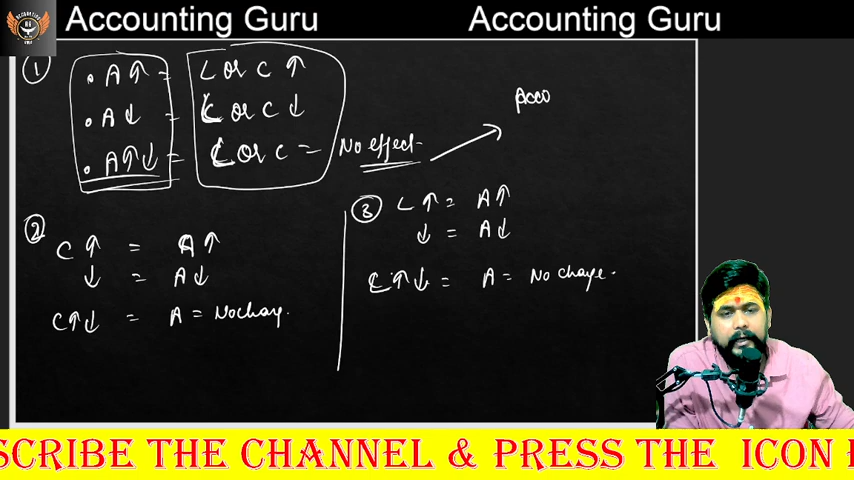 Accounting Guru Accounting Guru
① • A↑ = L or C ↑
• A↓ = L or C ↓
• A↑↓ = L or C = No effect
Acco
② C ↑ = A↑
↓ = A↓
C↑↓ = A = No chang.
③ L ↑ = A↑
↓ = A↓
L↑↓ = A = No change.
SCRIBE THE CHANNEL & PRESS THE ICON